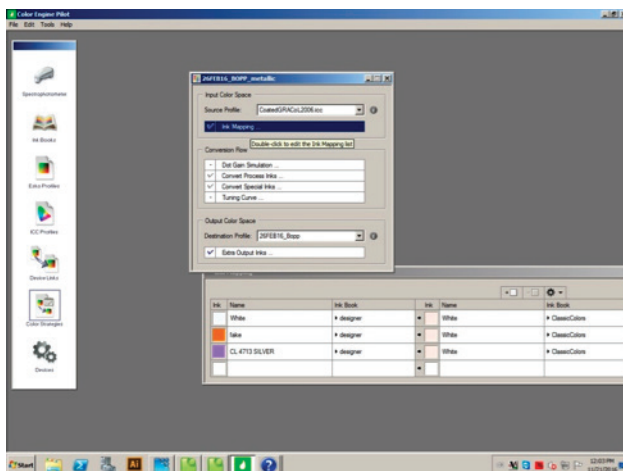 Color Engine Pilot
File Edit Tools Help
Spectrophotometer
Ink Books
Extra Profiles
ICC Profiles
Device Links
Color Strategies
Devices
26FEB16_BOPP_metallic
Input Color Space
Source Profile: CoatedGRACoL2006.icc
Ink Mapping ...
Double-click to edit the Ink Mapping list
Conversion Flow
Dot Gain Simulation ...
Convert Process Inks ...
Convert Special Inks ...
Tuning Curve ...
Output Color Space
Destination Profile: 26FEB16_Bopp
Extra Output Inks ...
Ink Name Ink Book Ink Name Ink Book
White designer White ClassicColors
fake designer White ClassicColors
CL 4713 SILVER designer White ClassicColors
Start Ai 12:03 PM